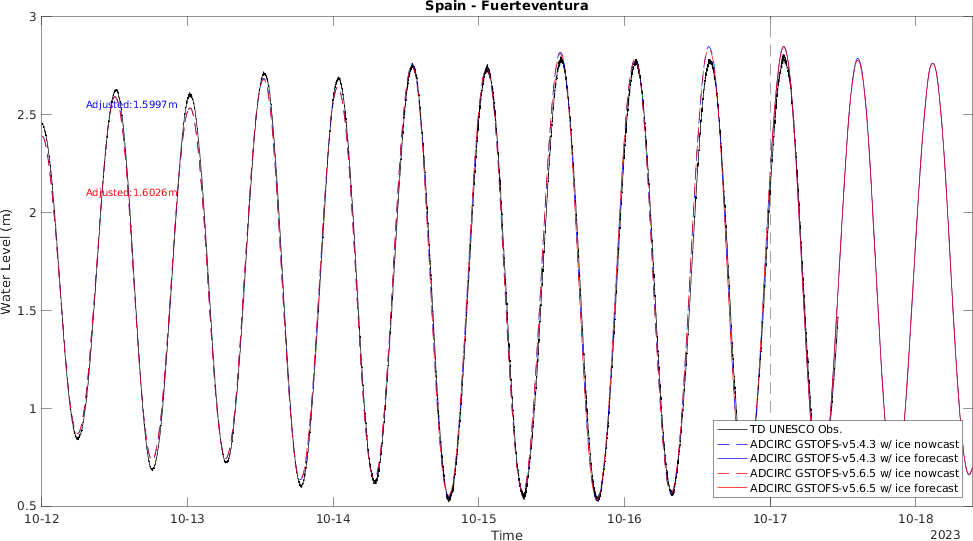 Spain - Fuerteventura
3
2.5
2
1.5
1
0.5
Water Level (m)
Adjusted:1.5997m
Adjusted:1.6026m
TD UNESCO Obs.
ADCIRC GSTOFS-v5.4.3 w/ ice nowcast
ADCIRC GSTOFS-v5.4.3 w/ ice forecast
ADCIRC GSTOFS-v5.6.5 w/ ice nowcast
ADCIRC GSTOFS-v5.6.5 w/ ice forecast
10-12 10-13 10-14 10-15 10-16 10-17 10-18
Time
2023